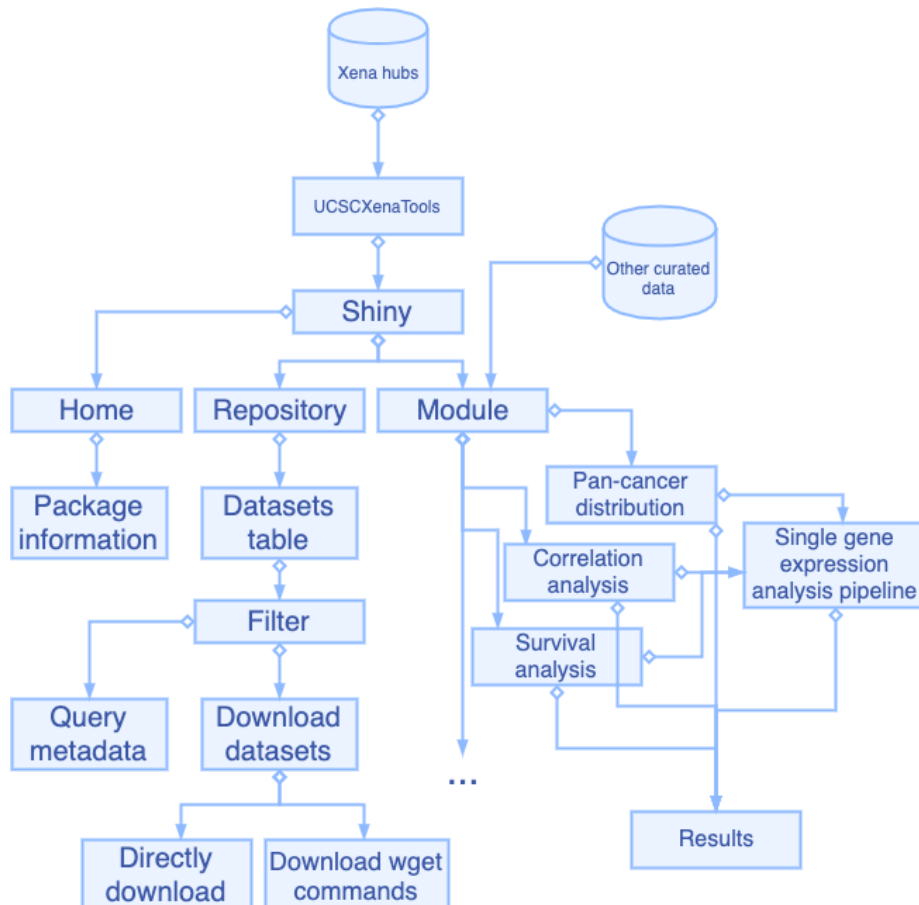 Xena hubs
UCSCXenaTools
Other curated
data
Shiny
Home
Repository
Module
Package
information
Datasets
table
Pan-cancer
distribution
Correlation
analysis
Single gene
expression
analysis pipeline
Filter
Survival
analysis
Query
metadata
Download
datasets
...
Results
Directly
download
Download wget
commands